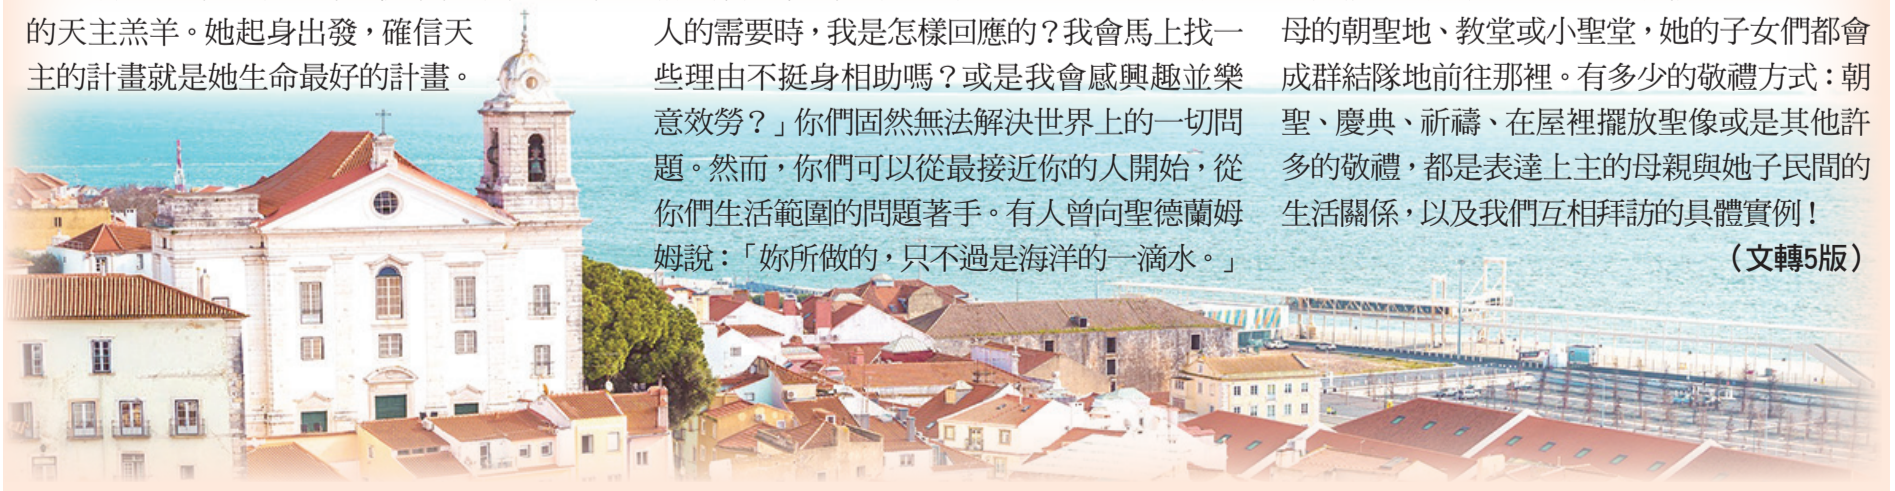 的天主羔羊。她起身出發,確信天
主的計畫就是她生命最好的計畫。
人的需要時,我是怎樣回應的?我會馬上找一
些理由不挺身相助嗎?或是我會感興趣並樂
意效勞?」你們固然無法解決世界上的一切問
題。然而,你們可以從最接近你的人開始,從
你們生活範圍的問題著手。有人曾向聖德蘭姆
姆說:「妳所做的,只不過是海洋的一滴水。」
母的朝聖地、教堂或小聖堂,她的子女們都會
成群結隊地前往那裡。有多少的敬禮方式:朝
聖、慶典、祈禱、在屋裡擺放聖像或是其他許
多的敬禮,都是表達上主的母親與她子民間的
生活關係,以及我們互相拜訪的具體實例!
(文轉5版)